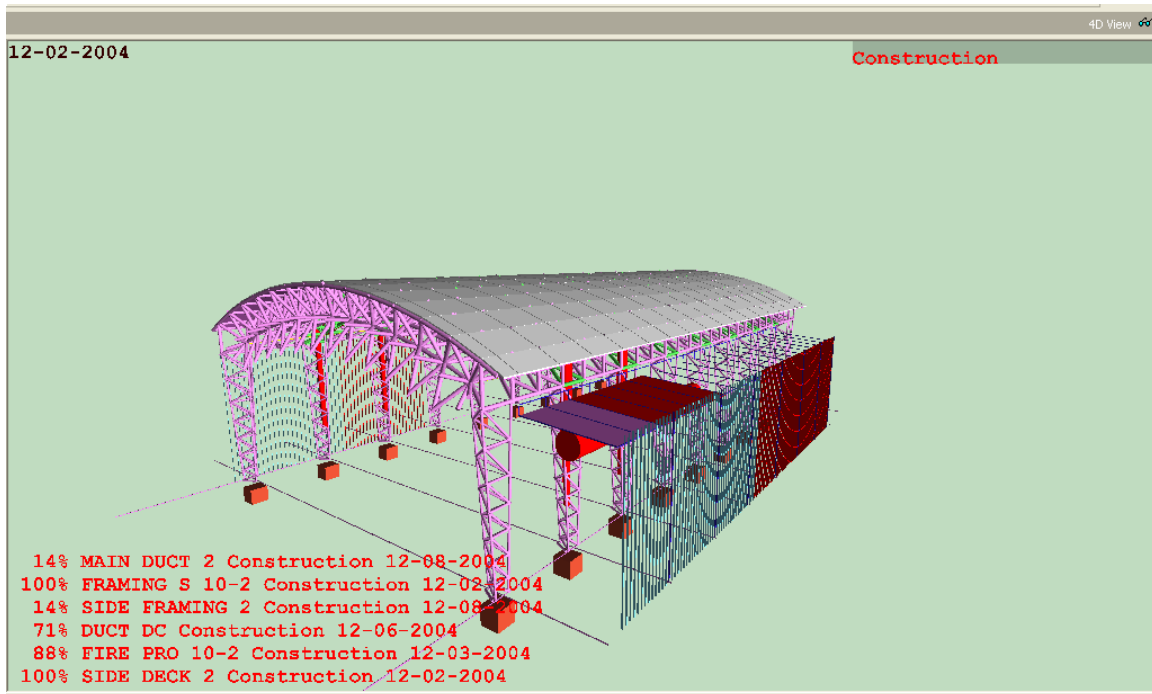 4D View
12-02-2004
Construction
14% MAIN DUCT 2 Construction 12-08-2004
100% FRAMING S 10-2 Construction 12-02-2004
14% SIDE FRAMING 2 Construction 12-08-2004
71% DUCT DC Construction 12-06-2004
88% FIRE PRO 10-2 Construction 12-03-2004
100% SIDE DECK 2 Construction 12-02-2004